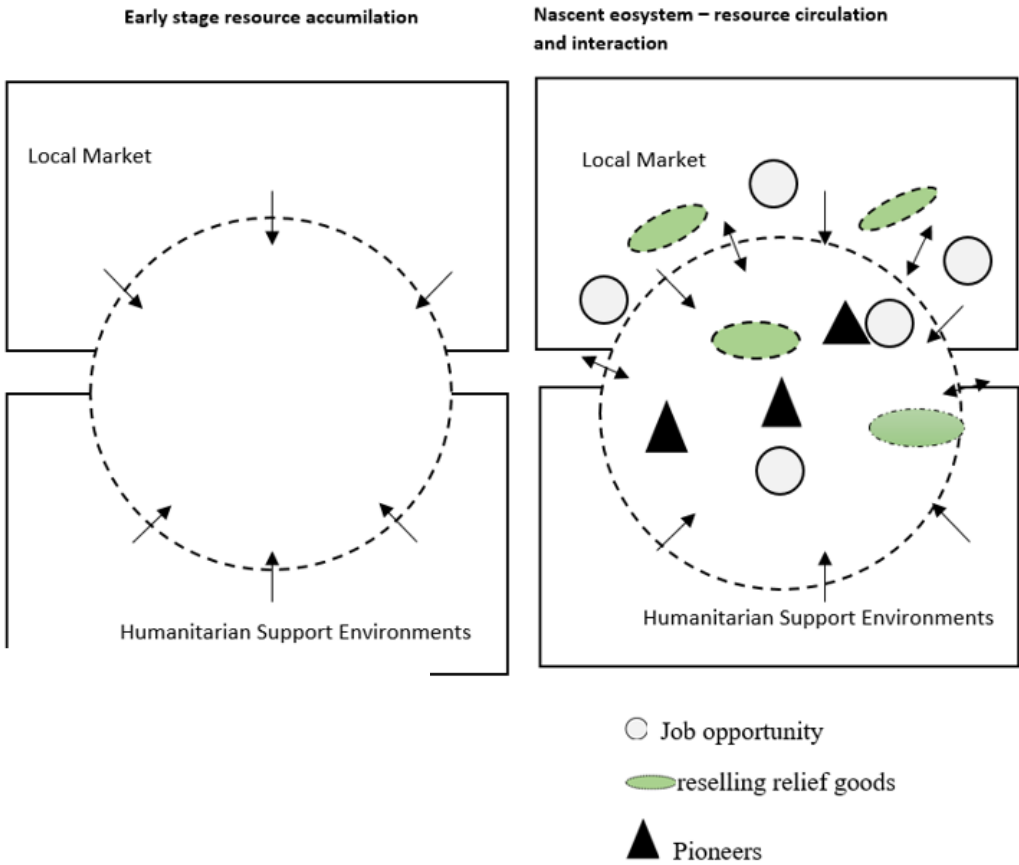 Early stage resource accumilation
Nascent eosystem – resource circulation
and interaction
Local Market
Humanitarian Support Environments
Local Market
Humanitarian Support Environments
Job opportunity
reselling relief goods
Pioneers